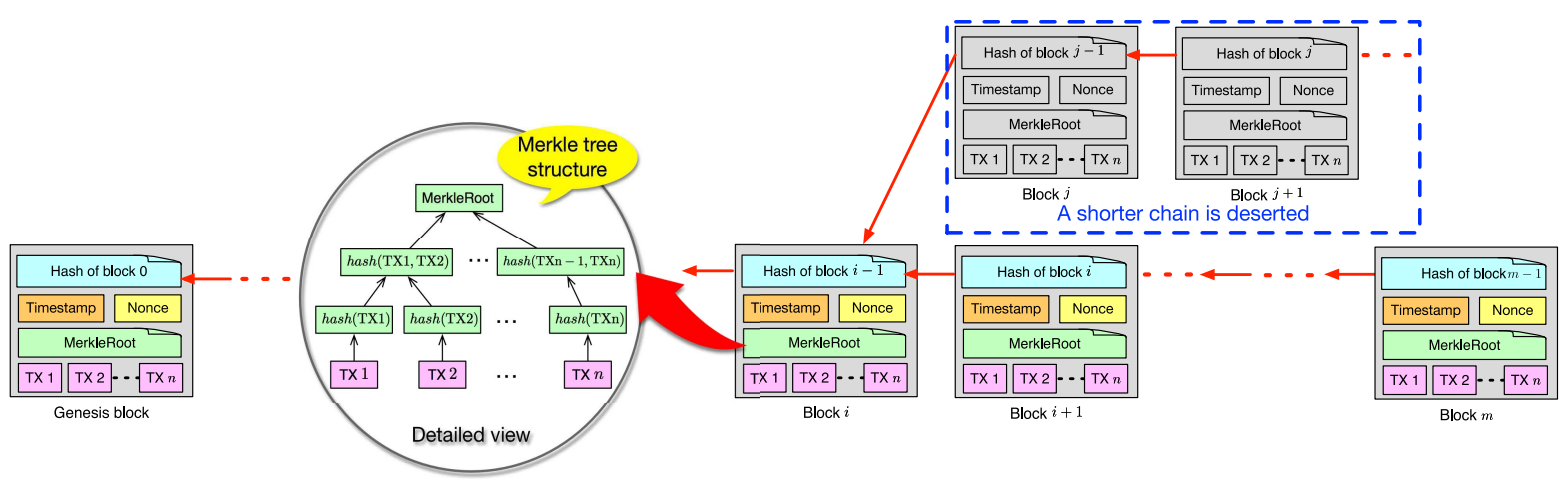 Hash of block j − 1
Timestamp Nonce
MerkleRoot
TX 1 TX 2 TX n
Block j
Hash of block j
Timestamp Nonce
MerkleRoot
TX 1 TX 2 TX n
Block j + 1
A shorter chain is deserted
Hash of block 0
Timestamp Nonce
MerkleRoot
TX 1 TX 2 TX n
Genesis block
Merkle tree
structure
MerkleRoot
hash(TX1, TX2) ··· hash(TXn − 1, TXn)
hash(TX1) hash(TX2) ··· hash(TXn)
TX 1 TX 2 ··· TX n
Detailed view
Hash of block i − 1
Timestamp Nonce
MerkleRoot
TX 1 TX 2 TX n
Block i
Hash of block i
Timestamp Nonce
MerkleRoot
TX 1 TX 2 TX n
Block i + 1
Hash of block m − 1
Timestamp Nonce
MerkleRoot
TX 1 TX 2 TX n
Block m